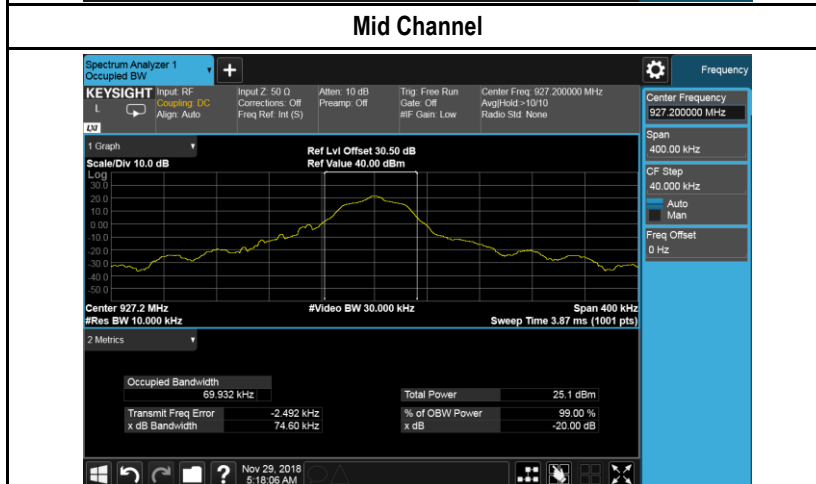 Mid Channel
Spectrum Analyzer 1
Occupied BW
+
Frequency
KEYSIGHT Input: RF Input Z: 50 Ω Atten: 10 dB Trig: Free Run Center Freq: 927.200000 MHz
L Coupling: DC Corrections: Off Preamp: Off Gate: Off Avg|Hold:>10/10
Align: Auto Freq Ref: Int (S) #IF Gain: Low Radio Std: None
LXI
Center Frequency
927.200000 MHz
Span
400.00 kHz
CF Step
40.000 kHz
Auto
Man
Freq Offset
0 Hz
1 Graph
Ref Lvl Offset 30.50 dB
Scale/Div 10.0 dB Ref Value 40.00 dBm
Log
30.0
20.0
10.0
0.00
-10.0
-20.0
-30.0
-40.0
-50.0
Center 927.2 MHz #Video BW 30.000 kHz Span 400 kHz
#Res BW 10.000 kHz Sweep Time 3.87 ms (1001 pts)
2 Metrics
Occupied Bandwidth
69.932 kHz Total Power 25.1 dBm
Transmit Freq Error -2.492 kHz % of OBW Power 99.00 %
x dB Bandwidth 74.60 kHz x dB -20.00 dB
? Nov 29, 2018
5:18:06 AM